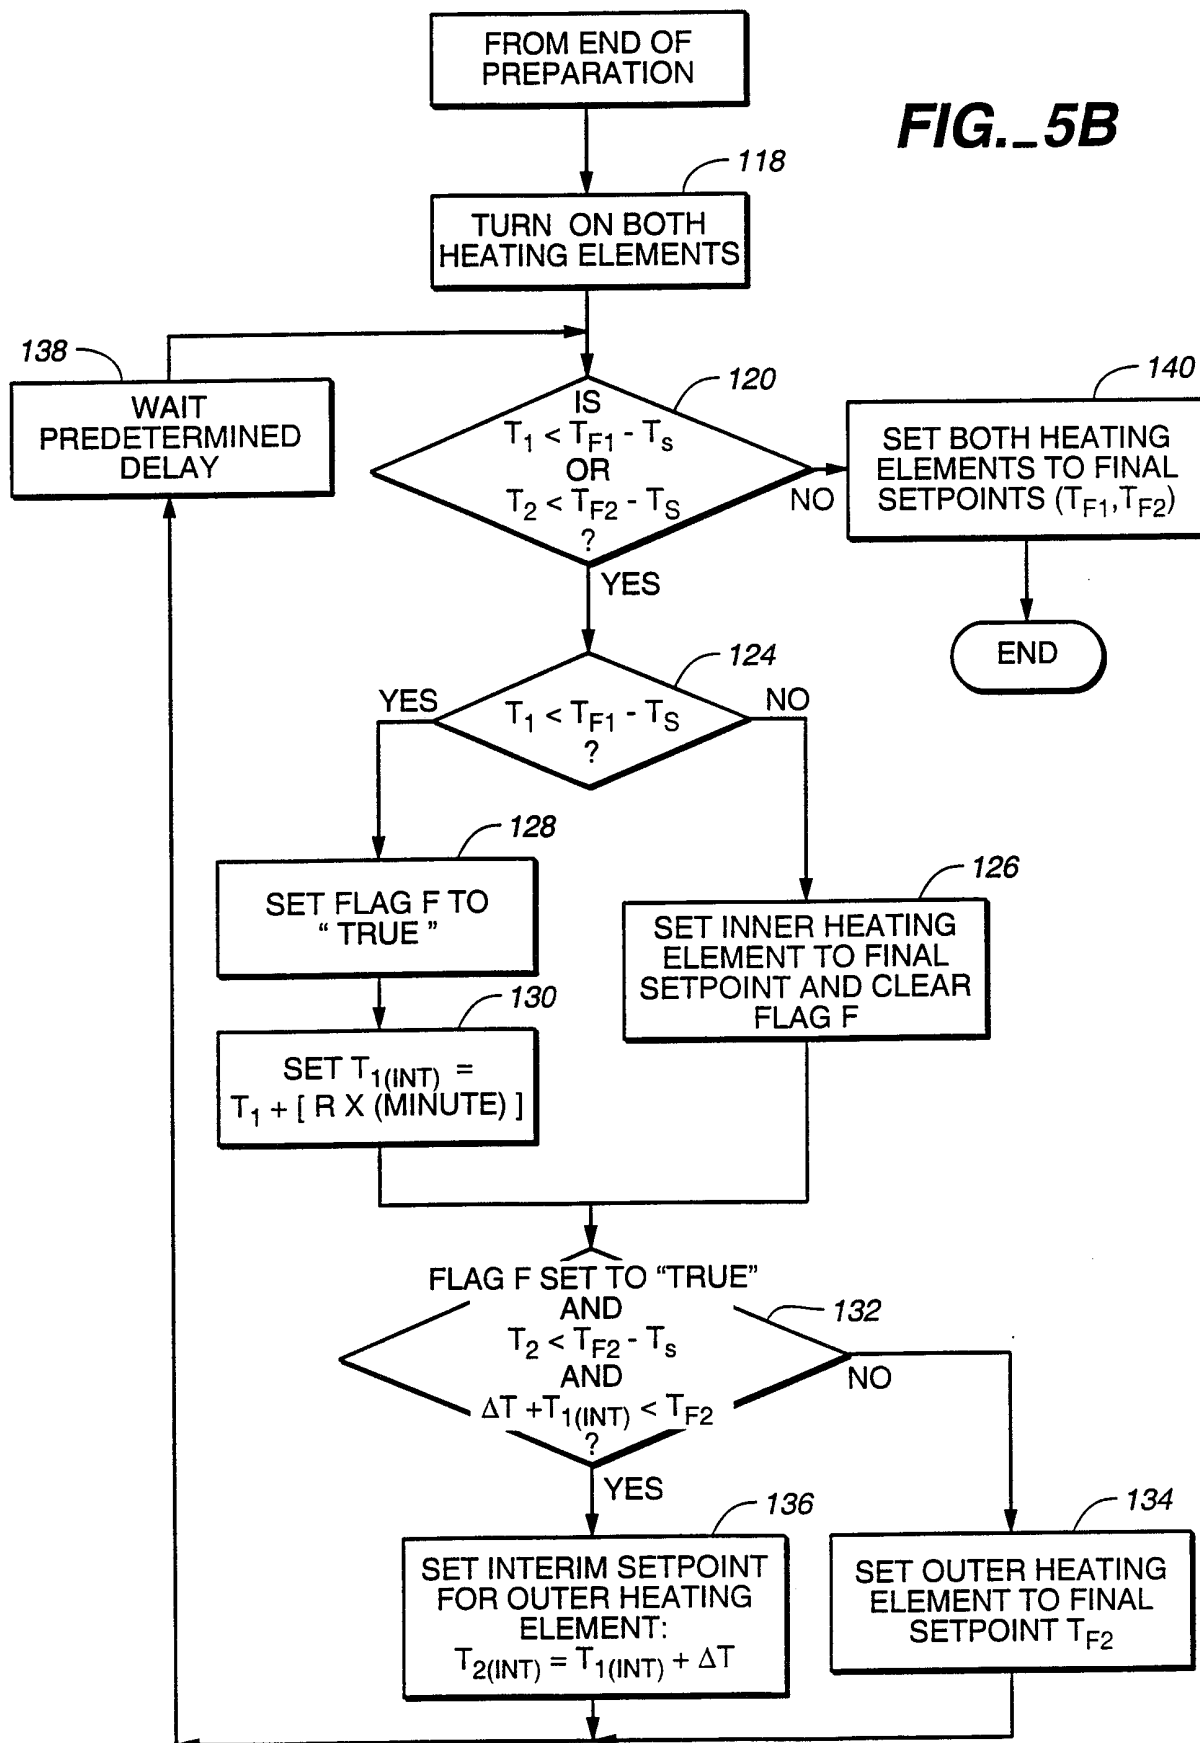 FROM END OF
PREPARATION
FIG._5B
118
TURN ON BOTH
HEATING ELEMENTS
138
WAIT
PREDETERMINED
DELAY
120
IS
T1 < TF1 - Ts
OR
T2 < TF2 - TS
?
NO
YES
140
SET BOTH HEATING
ELEMENTS TO FINAL
SETPOINTS (TF1,TF2)
END
124
YES
T1 < TF1 - TS
?
NO
128
SET FLAG F TO
“ TRUE ”
126
SET INNER HEATING
ELEMENT TO FINAL
SETPOINT AND CLEAR
FLAG F
130
SET T1(INT) =
T1 + [ R X (MINUTE) ]
FLAG F SET TO “TRUE”
AND
132
T2 < TF2 - Ts
AND
NO
ΔT +T1(INT) < TF2
?
YES
136
SET INTERIM SETPOINT
FOR OUTER HEATING
ELEMENT:
T2(INT) = T1(INT) + ΔT
134
SET OUTER HEATING
ELEMENT TO FINAL
SETPOINT TF2